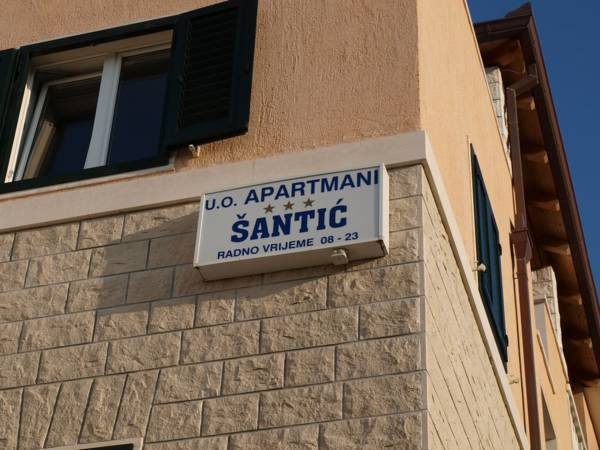 U.O. APARTMANI
ŠANTIĆ
RADNO VRIJEME 08 - 23